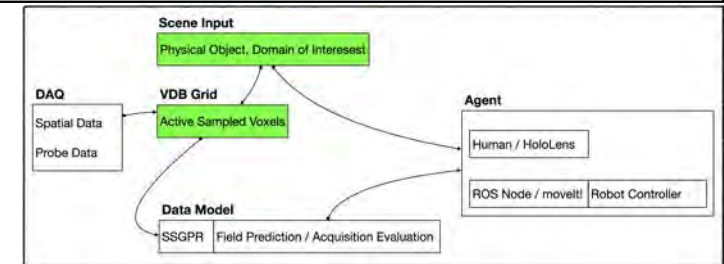 Scene Input
Physical Object, Domain of Interesest
DAQ
VDB Grid
Agent
Spatial Data
Active Sampled Voxels.
Probe Data
Human / HoloLens
ROS Node / moveIt! Robot Controller
Data Model
SSGPR Field Prediction / Acquisition Evaluation